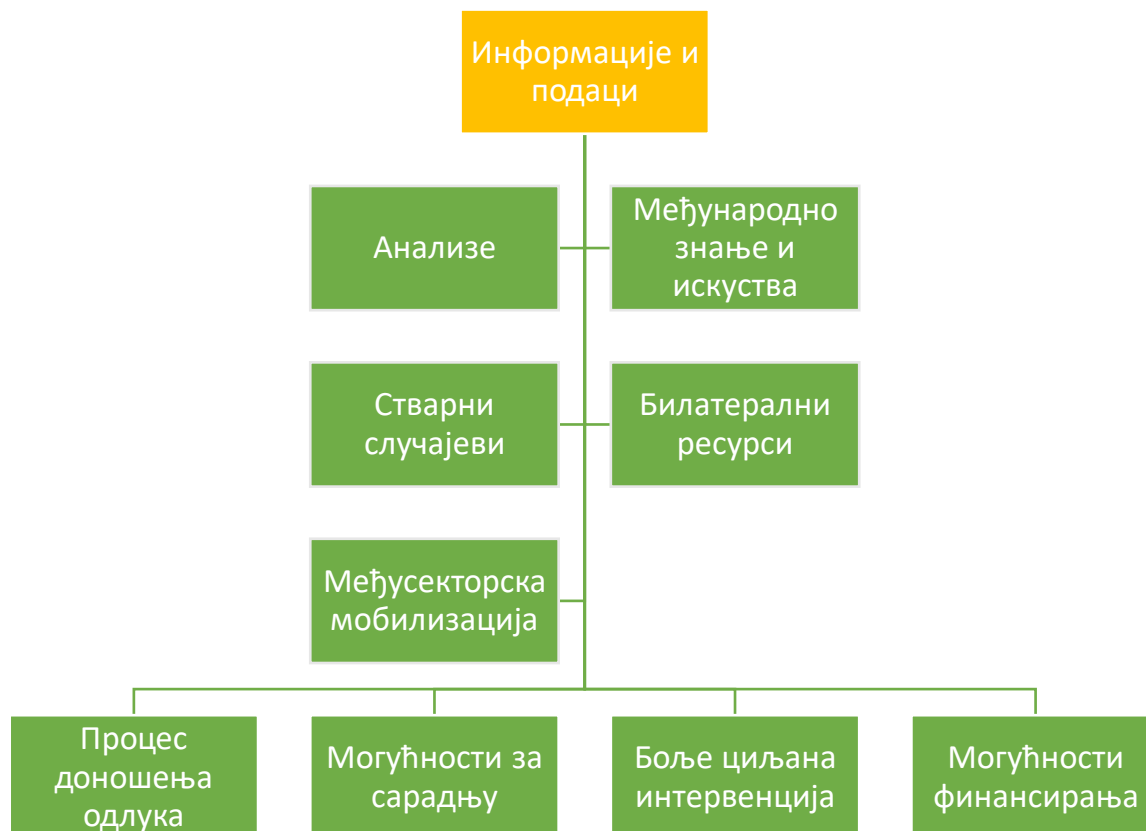 Информације и
подаци
Анализе
Међународно
знање и
искуства
Стварни
случајеви
Билатерални
ресурси
Међусекторска
мобилизација
Процес
доношења
одлука
Могућности за
сарадњу
Боље циљана
интервенција
Могућности
финансирања